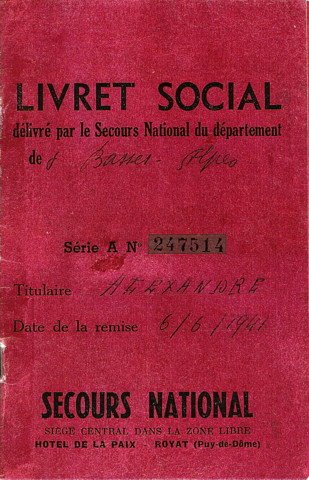 LIVRET SOCIAL
délivré par le Secours National du département
de s Basses-Alpes
Série A N° 247514
Titulaire ALEXANDRE
Date de la remise 6/6/1941
SECOURS NATIONAL
SIEGE CENTRAL DANS LA ZONE LIBRE
HOTEL DE LA PAIX - ROYAT (Puy-de-Dôme)